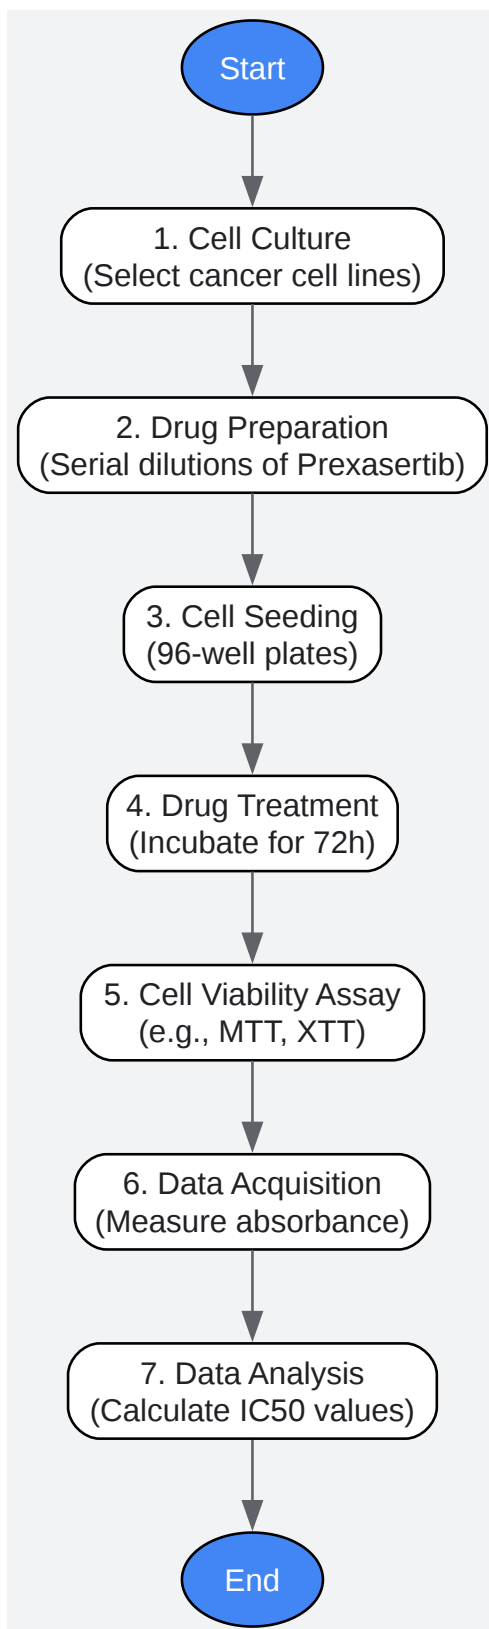 Start
1. Cell Culture
(Select cancer cell lines)
2. Drug Preparation
(Serial dilutions of Prexasertib)
3. Cell Seeding
(96-well plates)
4. Drug Treatment
(Incubate for 72h)
5. Cell Viability Assay
(e.g., MTT, XTT)
6. Data Acquisition
(Measure absorbance)
7. Data Analysis
(Calculate IC50 values)
End